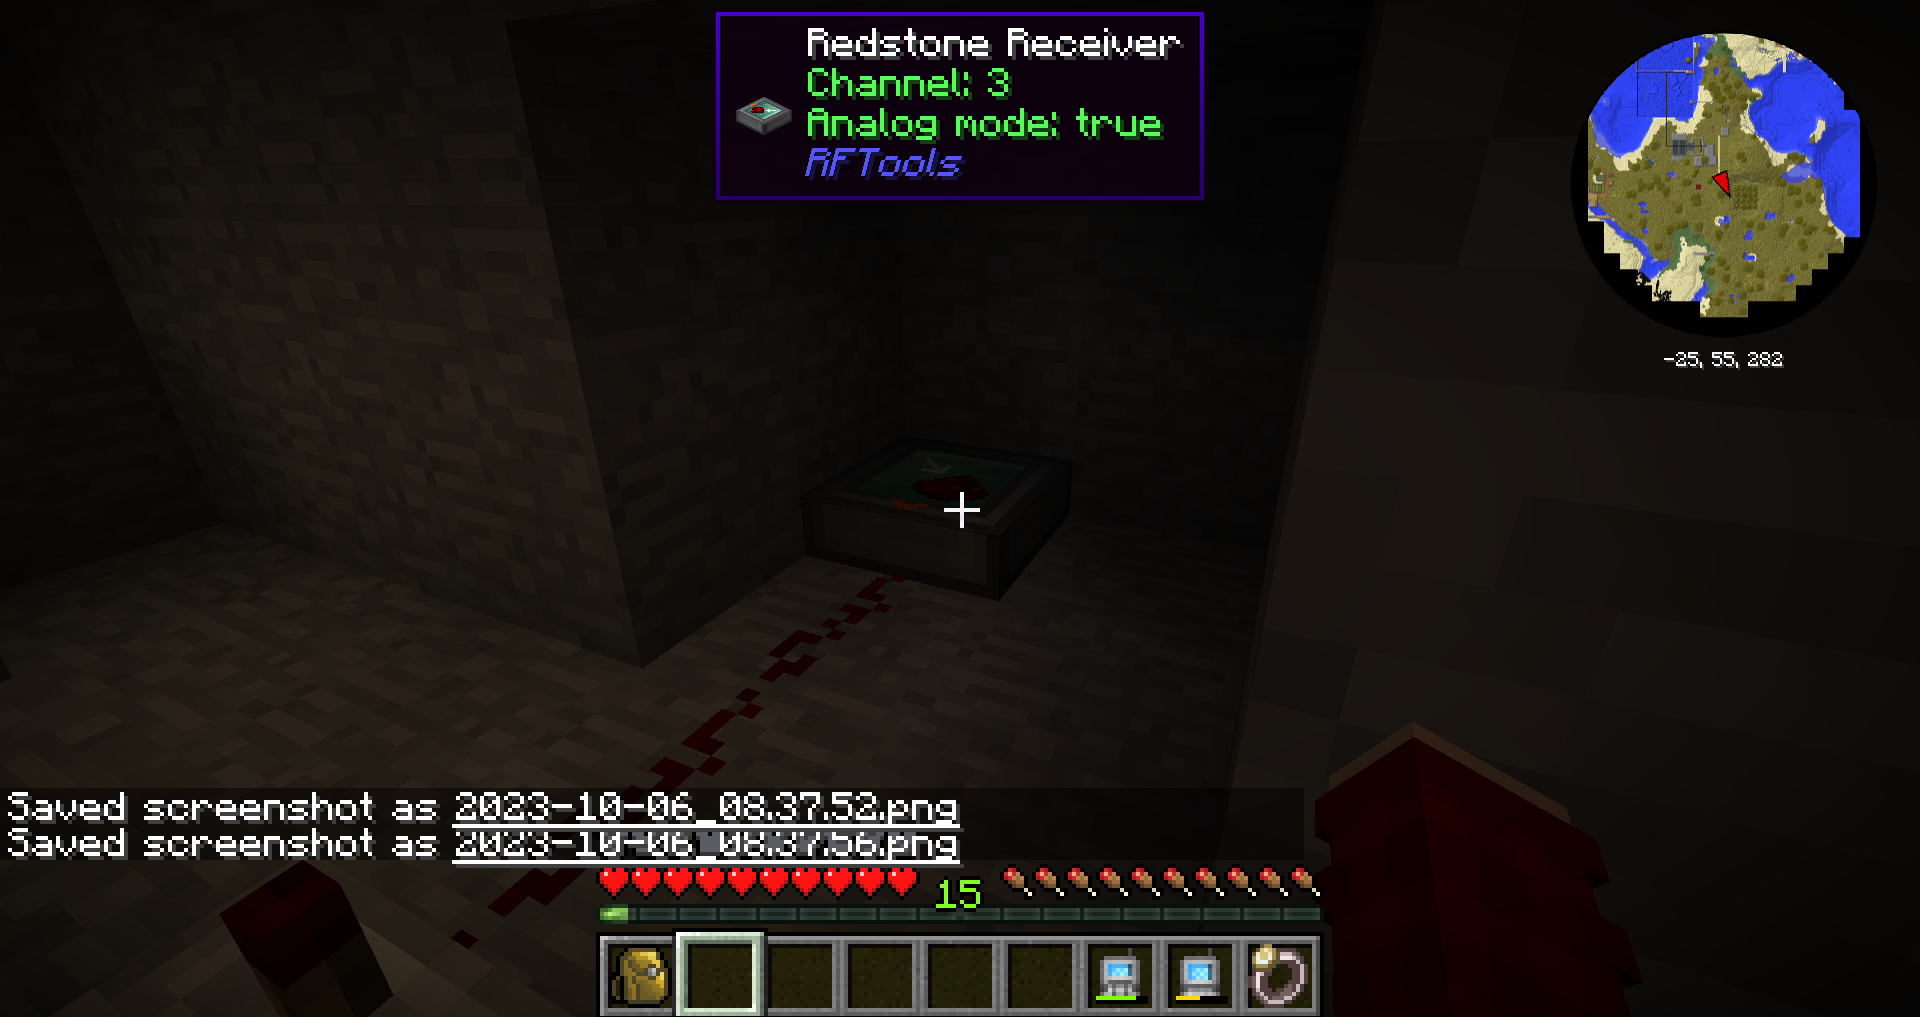 Redstone Receiver
Channel: 3
Analog mode: true
RFTools
-25, 55, 282
Saved screenshot as 2023-10-06_08.37.52.png
Saved screenshot as 2023-10-06_08.37.56.png
15